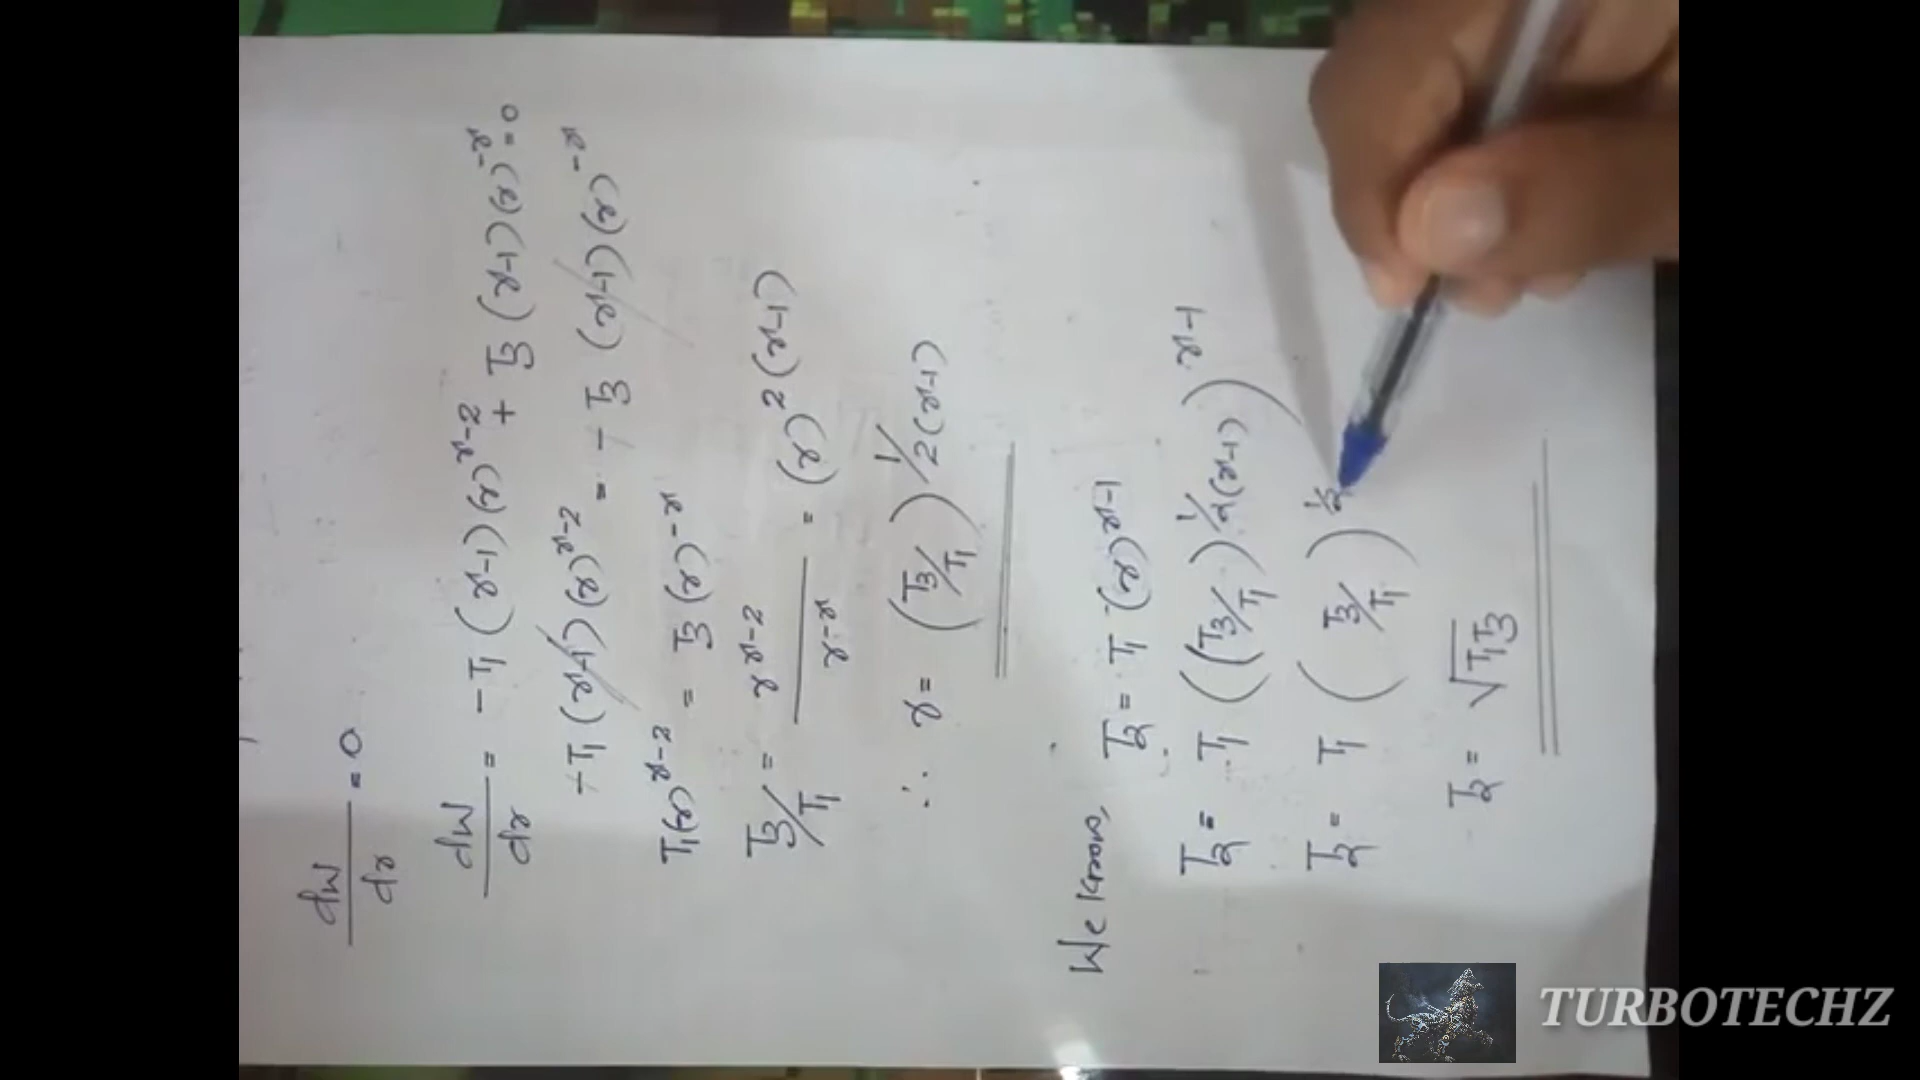 dW/dr = 0
dW/dr = - T₁ (r-1) (r)^r-2 + T₃ (r-1) (r)^-r = 0
- T₁ (r-1) (r)^r-2 = - T₃ (r-1) (r)^-r
T₁(r)^r-2 = T₃ (r)^-r
T₃/T₁ = r^r-2 / r^-r = (r)^2(r-1)
∴ r = (T₃/T₁)^1/2(r-1)
We know,
T₂ = T₁ (r)^r-1
T₂ = T₁ ((T₃/T₁)^1/2(r-1))^r-1
T₂ = T₁ (T₃/T₁)^1/2
T₂ = √T₁T₃
TURBOTECHZ